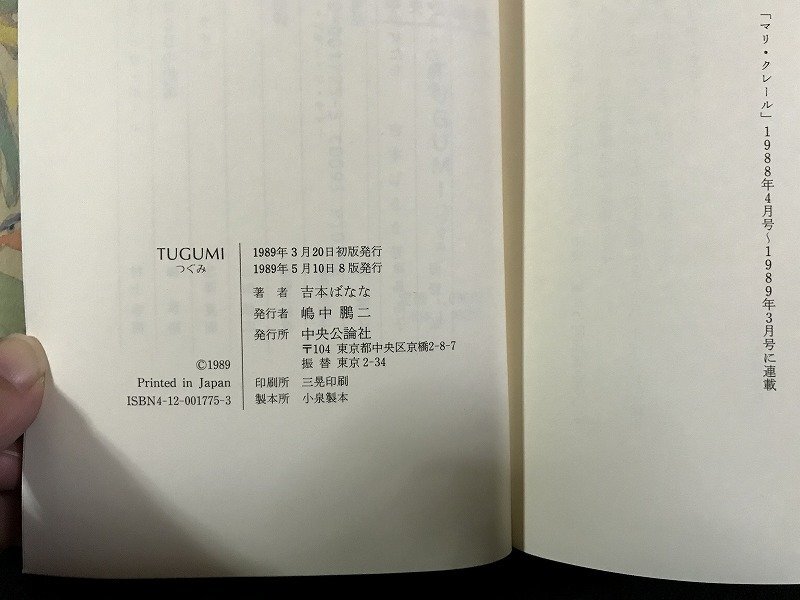 「マリ・クレール」1988年4月号～1989年3月号に連載
TUGUMI
つぐみ
©1989
Printed in Japan
ISBN4-12-001775-3
1989年3月20日初版発行
1989年5月10日8版発行
著者 吉本ばなな
発行者 嶋中鵬二
発行所 中央公論社
〒104 東京都中央区京橋2-8-7
振替 東京2-34
印刷所 三晃印刷
製本所 小泉製本